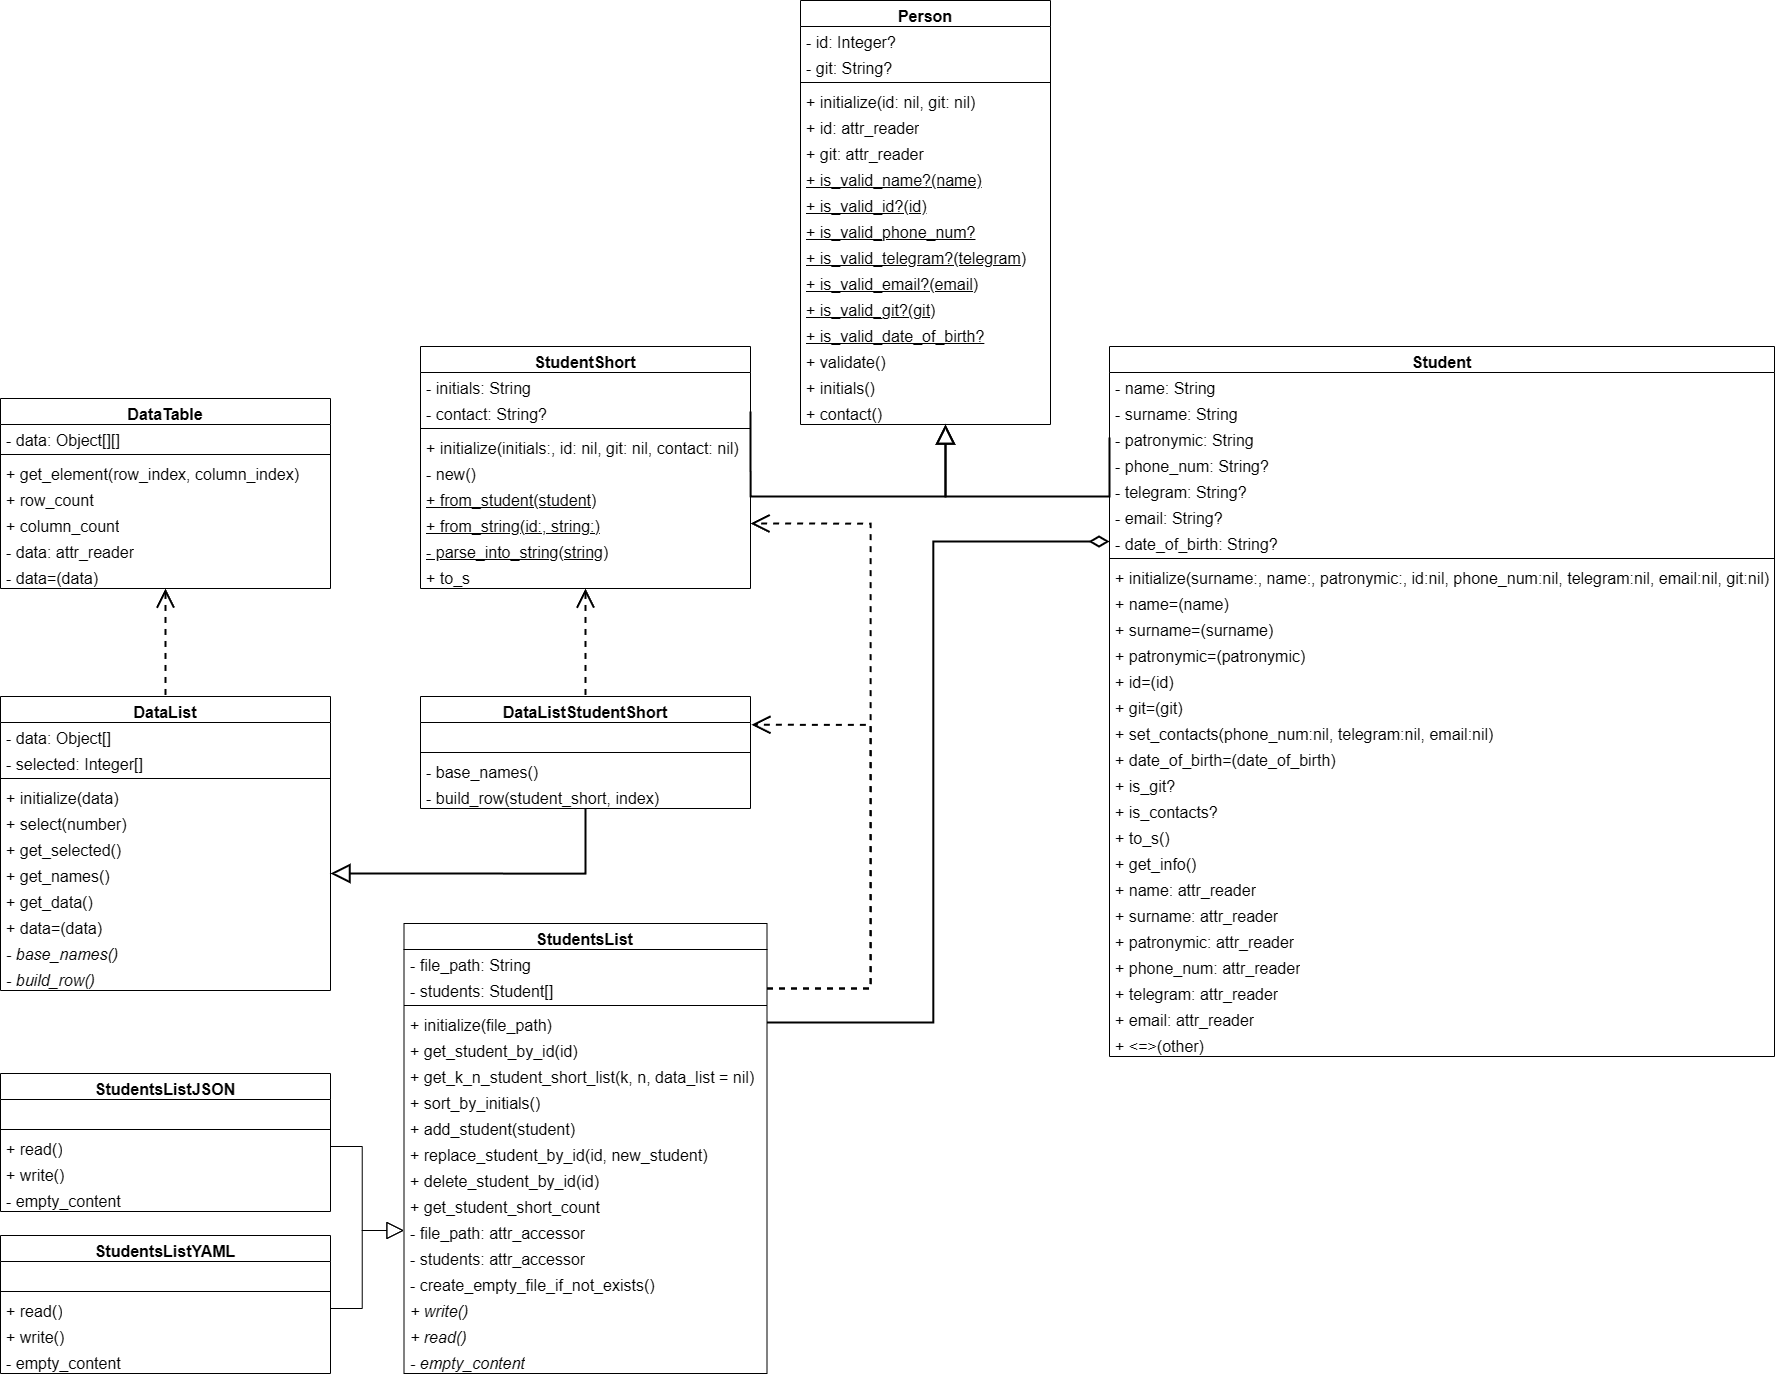 Person
- id: Integer?
- git: String?
+ initialize(id: nil, git: nil)
+ id: attr_reader
+ git: attr_reader
+ is_valid_name?(name)
+ is_valid_id?(id)
+ is_valid_phone_num?
+ is_valid_telegram?(telegram)
+ is_valid_email?(email)
+ is_valid_git?(git)
+ is_valid_date_of_birth?
+ validate()
+ initials()
+ contact()
StudentShort
- initials: String
- contact: String?
+ initialize(initials:, id: nil, git: nil, contact: nil)
- new()
+ from_student(student)
+ from_string(id:, string:)
- parse_into_string(string)
+ to_s
Student
- name: String
- surname: String
- patronymic: String
- phone_num: String?
- telegram: String?
- email: String?
- date_of_birth: String?
+ initialize(surname:, name:, patronymic:, id:nil, phone_num:nil, telegram:nil, email:nil, git:nil)
+ name=(name)
+ surname=(surname)
+ patronymic=(patronymic)
+ id=(id)
+ git=(git)
+ set_contacts(phone_num:nil, telegram:nil, email:nil)
+ date_of_birth=(date_of_birth)
+ is_git?
+ is_contacts?
+ to_s()
+ get_info()
+ name: attr_reader
+ surname: attr_reader
+ patronymic: attr_reader
+ phone_num: attr_reader
+ telegram: attr_reader
+ email: attr_reader
+ <=>(other)
DataTable
- data: Object[][]
+ get_element(row_index, column_index)
+ row_count
+ column_count
- data: attr_reader
- data=(data)
DataList
- data: Object[]
- selected: Integer[]
+ initialize(data)
+ select(number)
+ get_selected()
+ get_names()
+ get_data()
+ data=(data)
- base_names()
- build_row()
DataListStudentShort
- base_names()
- build_row(student_short, index)
StudentsList
- file_path: String
- students: Student[]
+ initialize(file_path)
+ get_student_by_id(id)
+ get_k_n_student_short_list(k, n, data_list = nil)
+ sort_by_initials()
+ add_student(student)
+ replace_student_by_id(id, new_student)
+ delete_student_by_id(id)
+ get_student_short_count
- file_path: attr_accessor
- students: attr_accessor
- create_empty_file_if_not_exists()
+ write()
+ read()
- empty_content
StudentsListJSON
+ read()
+ write()
- empty_content
StudentsListYAML
+ read()
+ write()
- empty_content